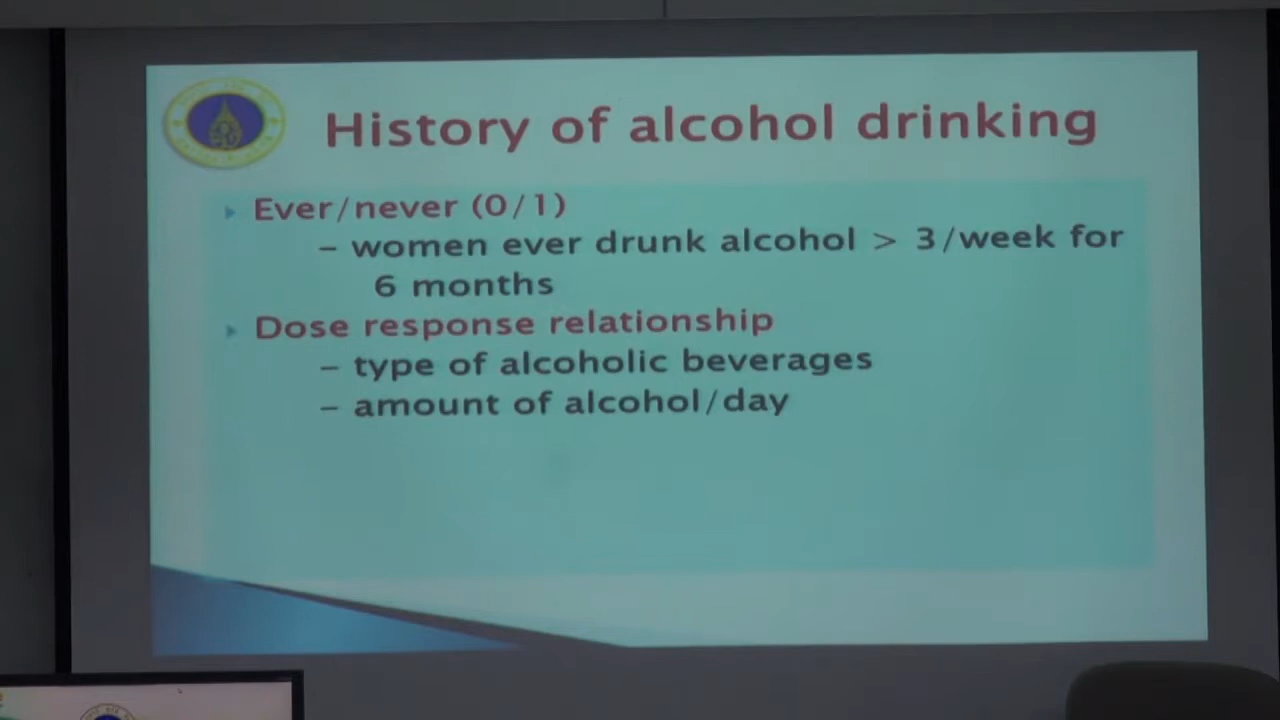 History of alcohol drinking
Ever/never (0/1)
– women ever drunk alcohol > 3/week for
6 months
Dose response relationship
– type of alcoholic beverages
– amount of alcohol/day